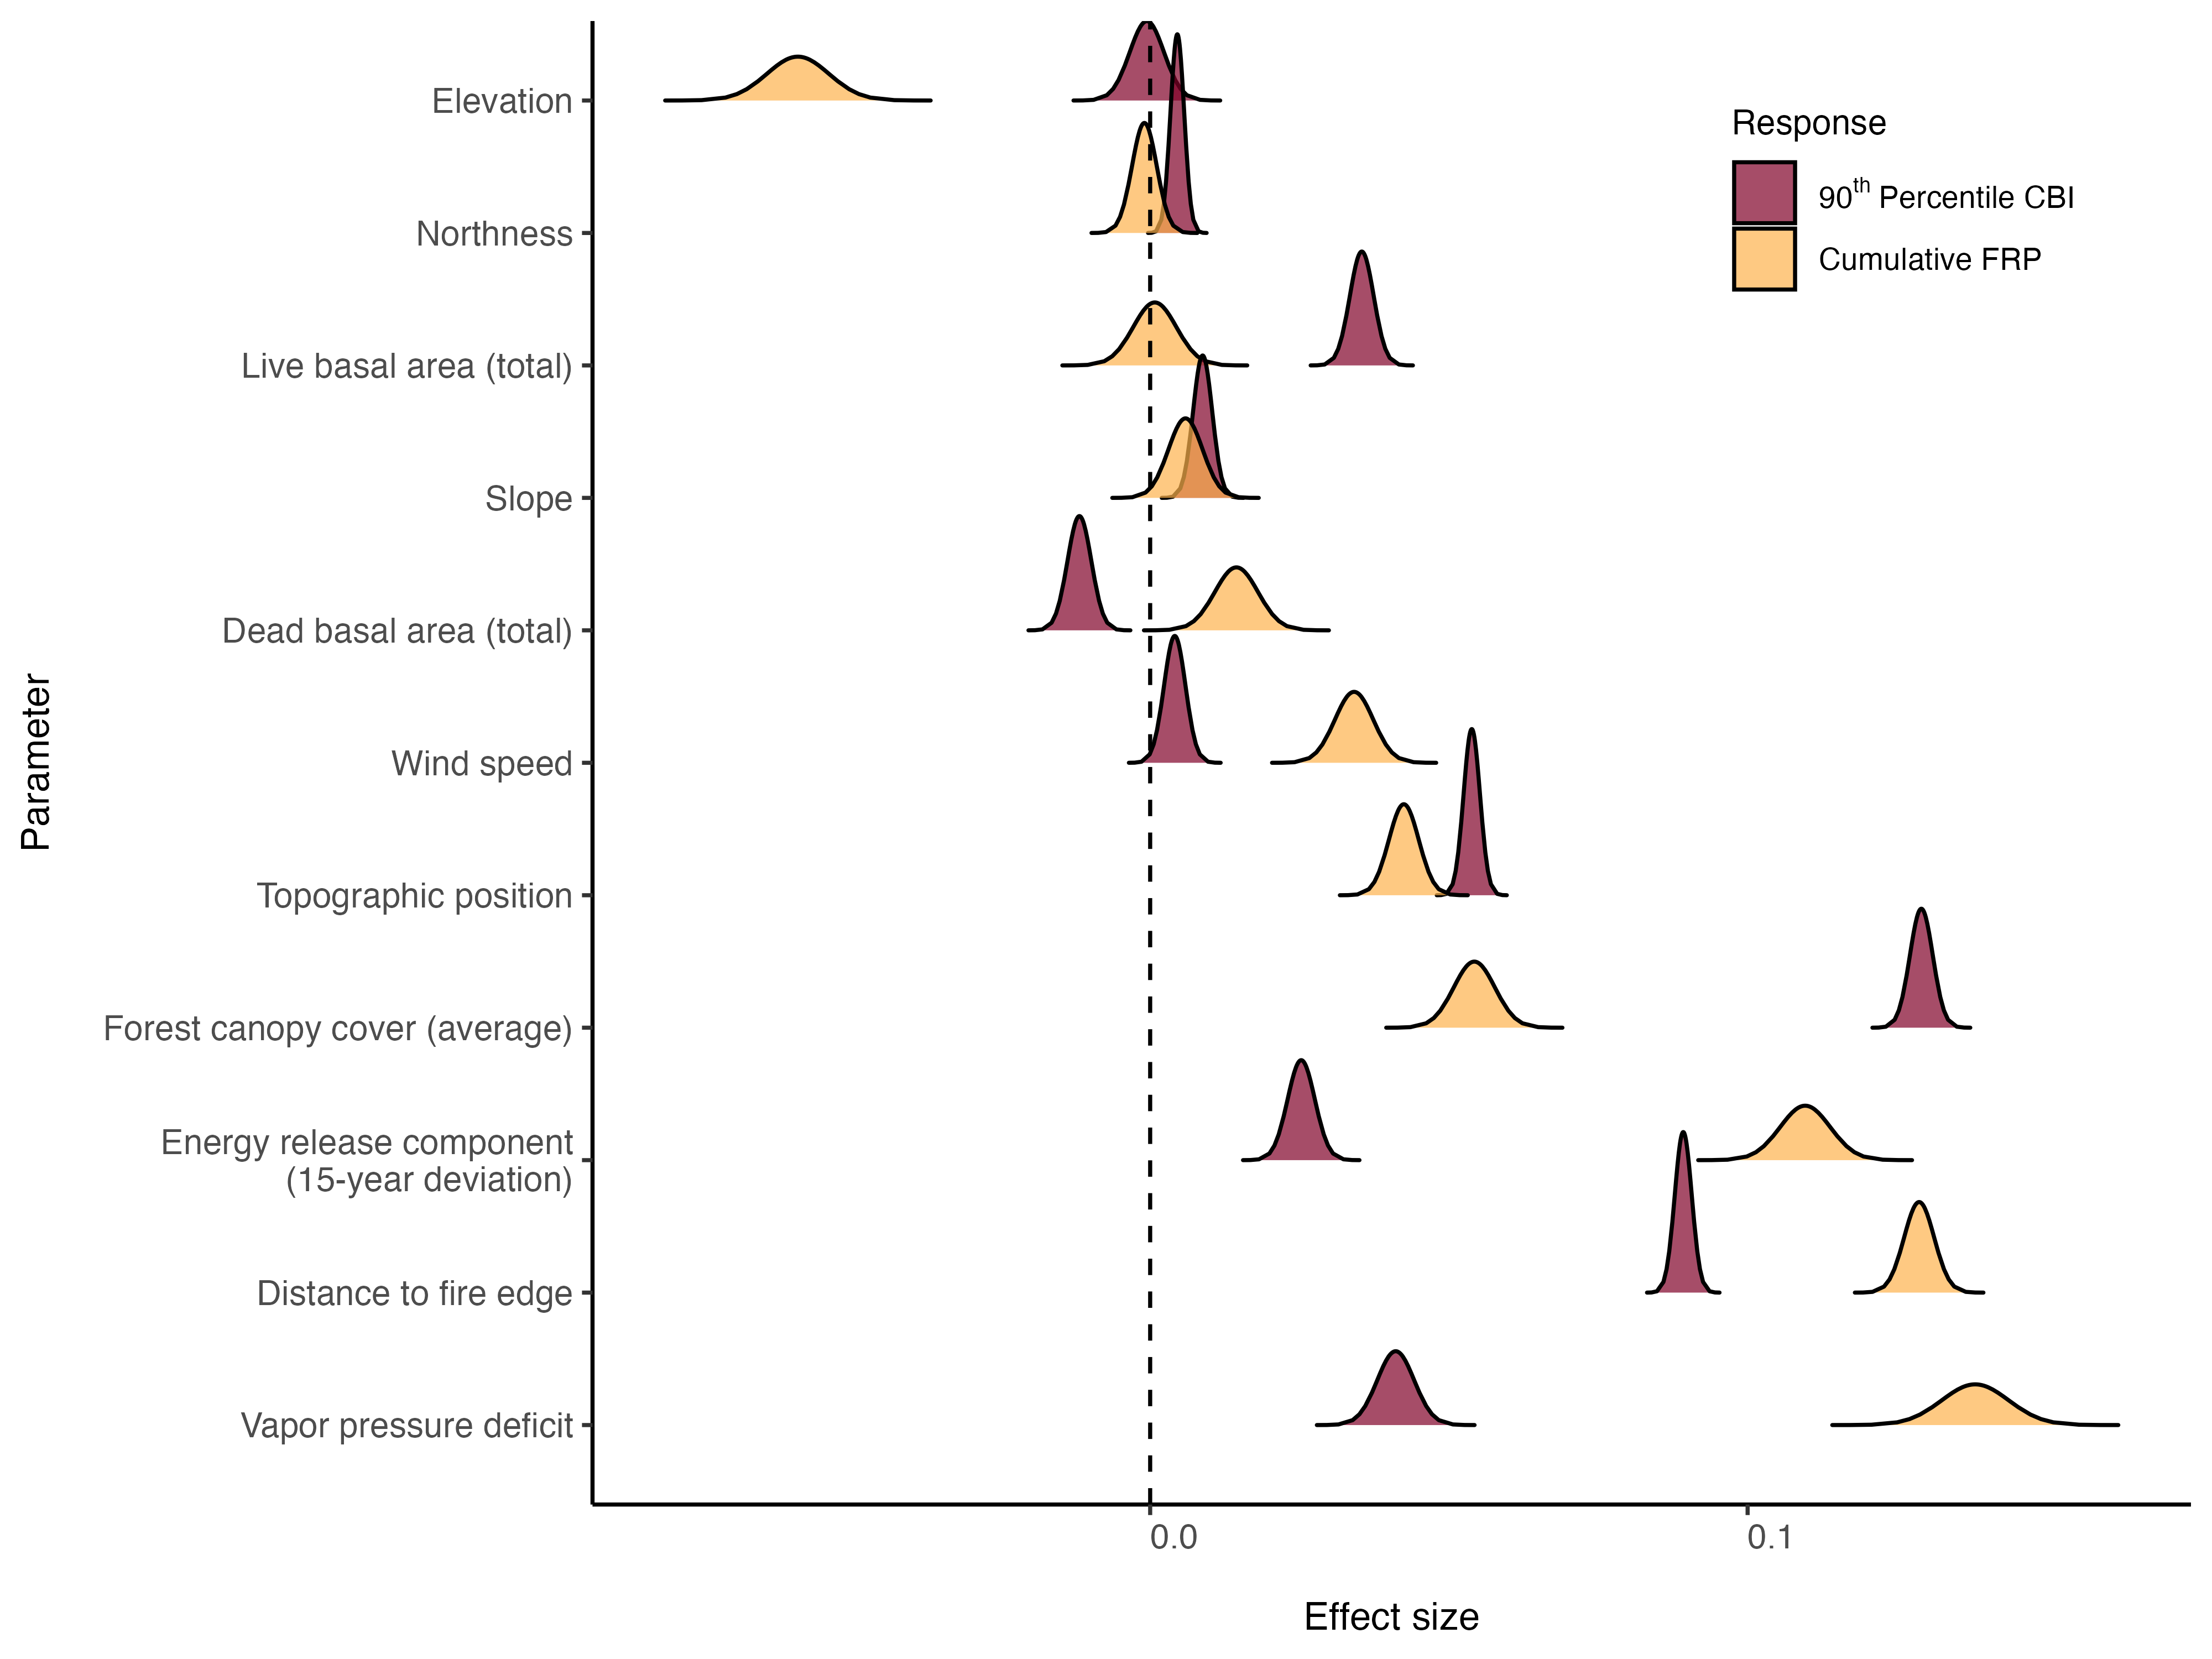 Elevation
Northness
Live basal area (total)
Slope
Dead basal area (total)
Wind speed
Topographic position
Forest canopy cover (average)
Energy release component
(15-year deviation)
Distance to fire edge
Vapor pressure deficit
Parameter
0.0
0.1
Effect size
Response
90th Percentile CBI
Cumulative FRP